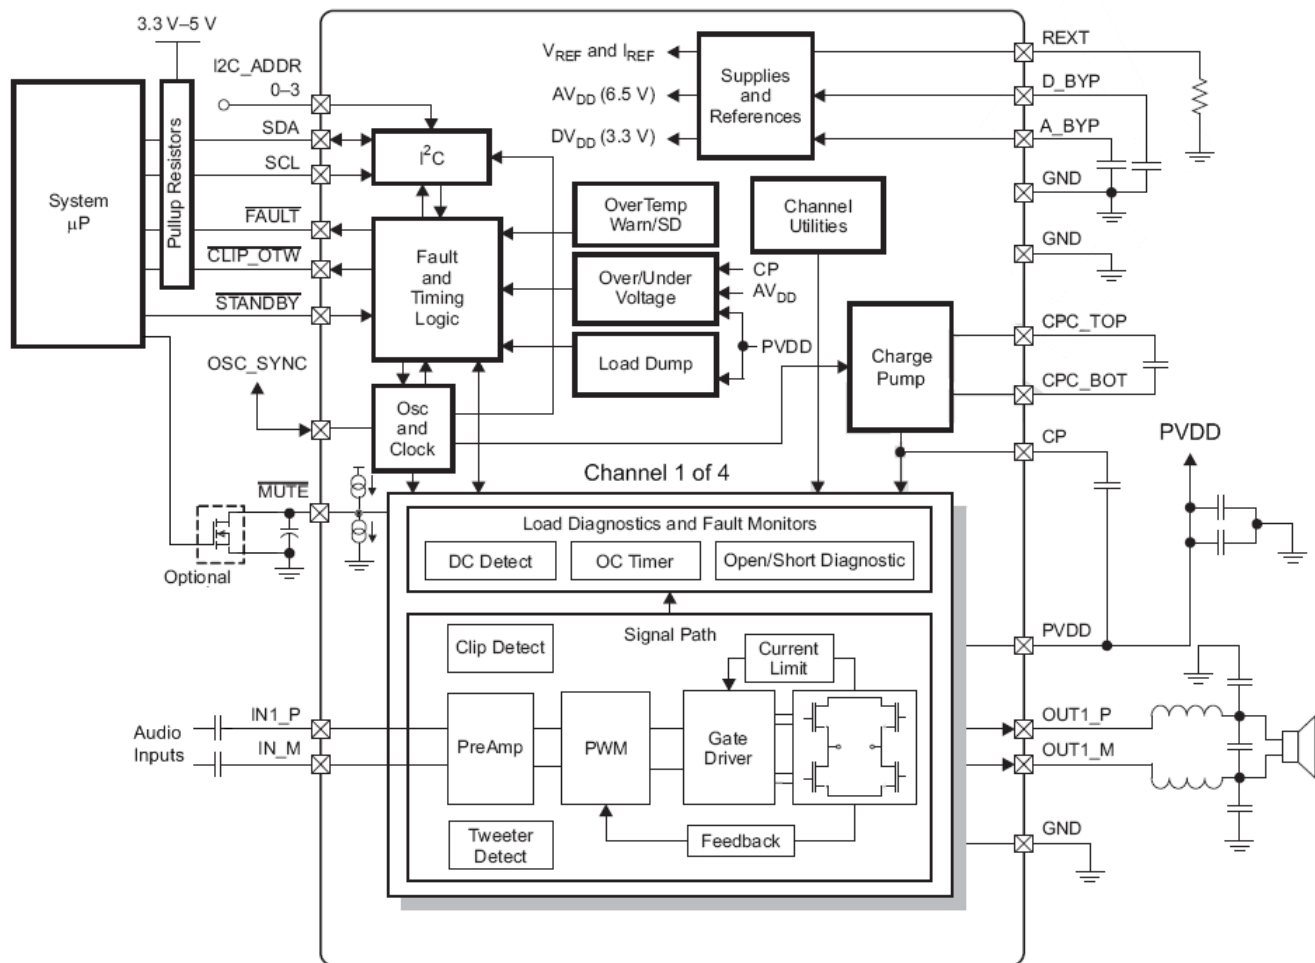 3.3 V–5 V
I2C_ADDR
0–3
SDA
SCL
FAULT
CLIP_OTW
STANDBY
OSC_SYNC
MUTE
Optional
System
μP
Pullup Resistors
I²C
Fault
and
Timing
Logic
Osc
and
Clock
VREF and IREF
AVDD (6.5 V)
DVDD (3.3 V)
Supplies
and
References
OverTemp
Warn/SD
Over/Under
Voltage
Load Dump
CP
AVDD
PVDD
Channel
Utilities
Charge
Pump
REXT
D_BYP
A_BYP
GND
GND
CPC_TOP
CPC_BOT
CP
PVDD
Channel 1 of 4
Load Diagnostics and Fault Monitors
DC Detect
OC Timer
Open/Short Diagnostic
Signal Path
Clip Detect
Current
Limit
PreAmp
PWM
Gate
Driver
Feedback
Tweeter
Detect
Audio
Inputs
IN1_P
IN_M
PVDD
OUT1_P
OUT1_M
GND